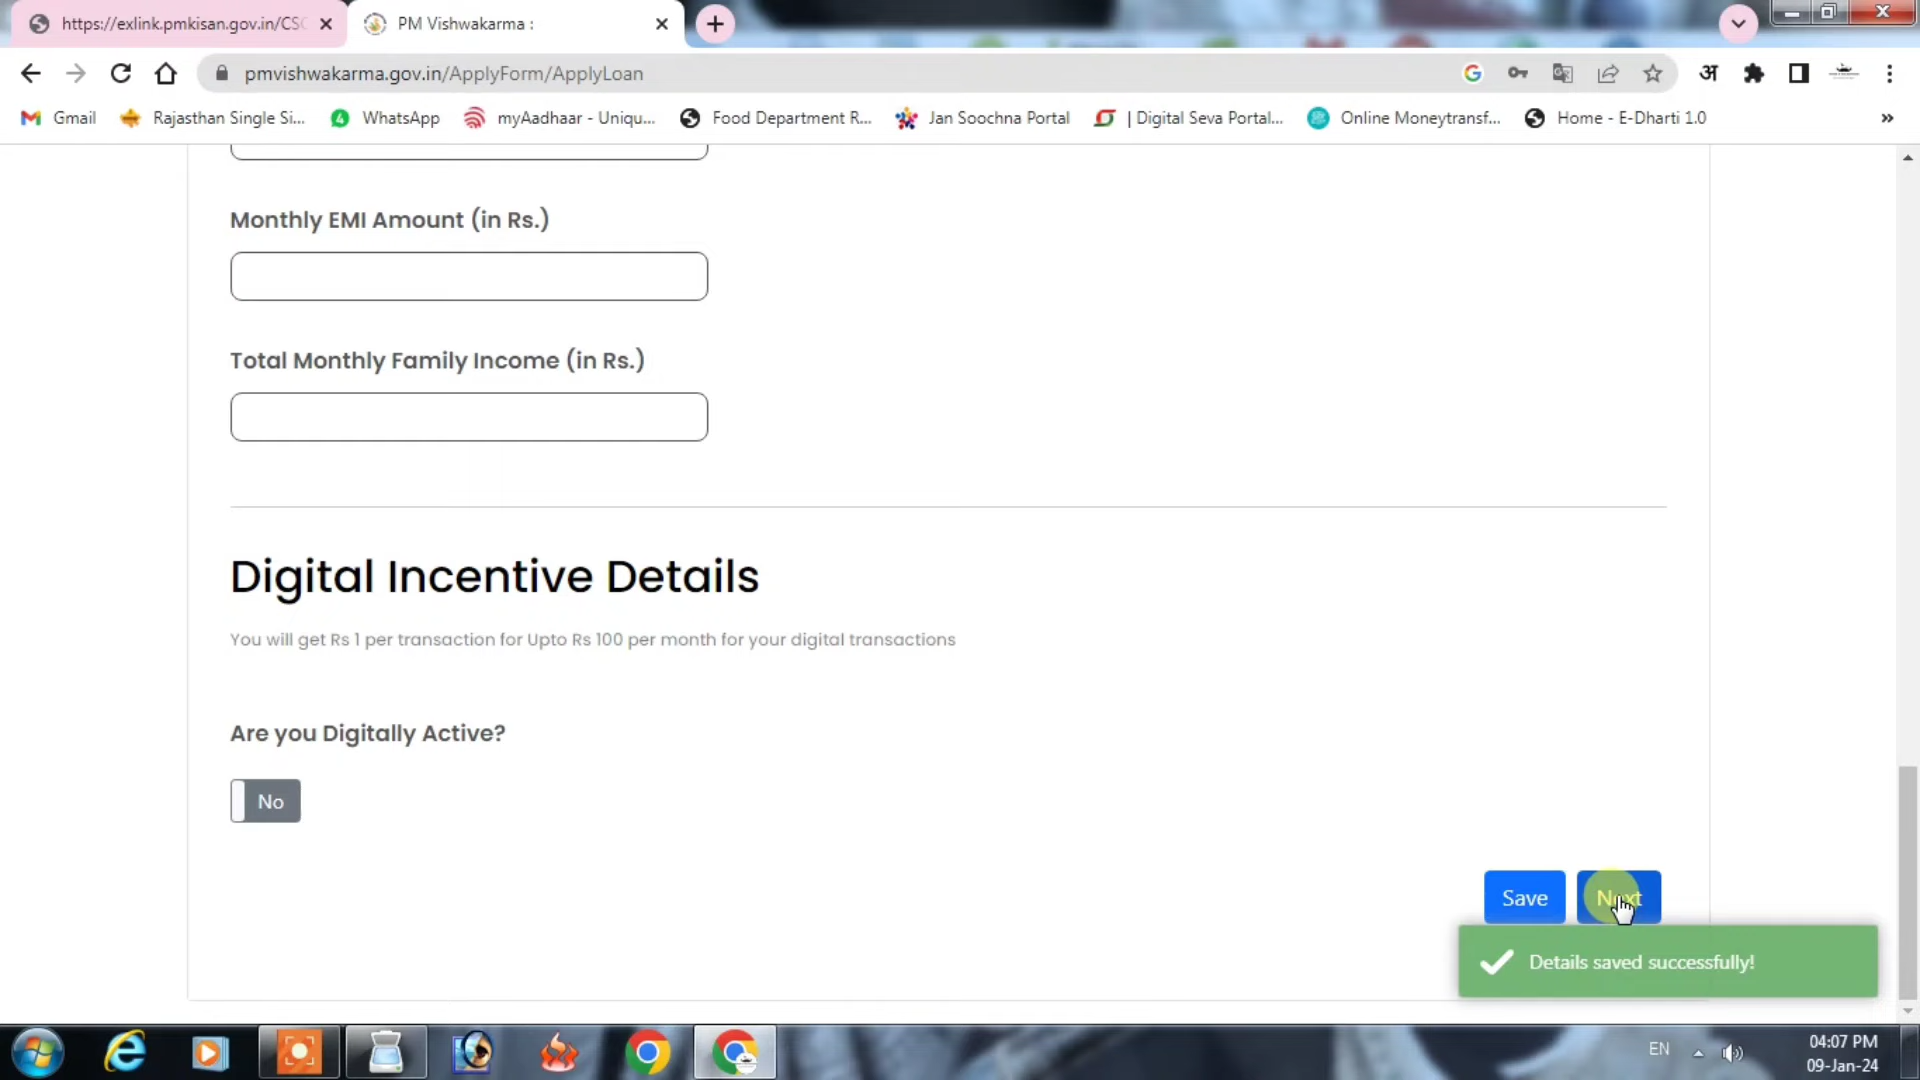 https://exlink.pmkisan.gov.in/CSC
PM Vishwakarma :
pmvishwakarma.gov.in/ApplyForm/ApplyLoan
अ
Gmail
Rajasthan Single Si...
WhatsApp
myAadhaar - Uniqu...
Food Department R...
Jan Soochna Portal
| Digital Seva Portal...
Online Moneytransf...
Home - E-Dharti 1.0
»
Monthly EMI Amount (in Rs.)
Total Monthly Family Income (in Rs.)
Digital Incentive Details
You will get Rs 1 per transaction for Upto Rs 100 per month for your digital transactions
Are you Digitally Active?
No
Save
Next
Details saved successfully!
EN
04:07 PM
09-Jan-24